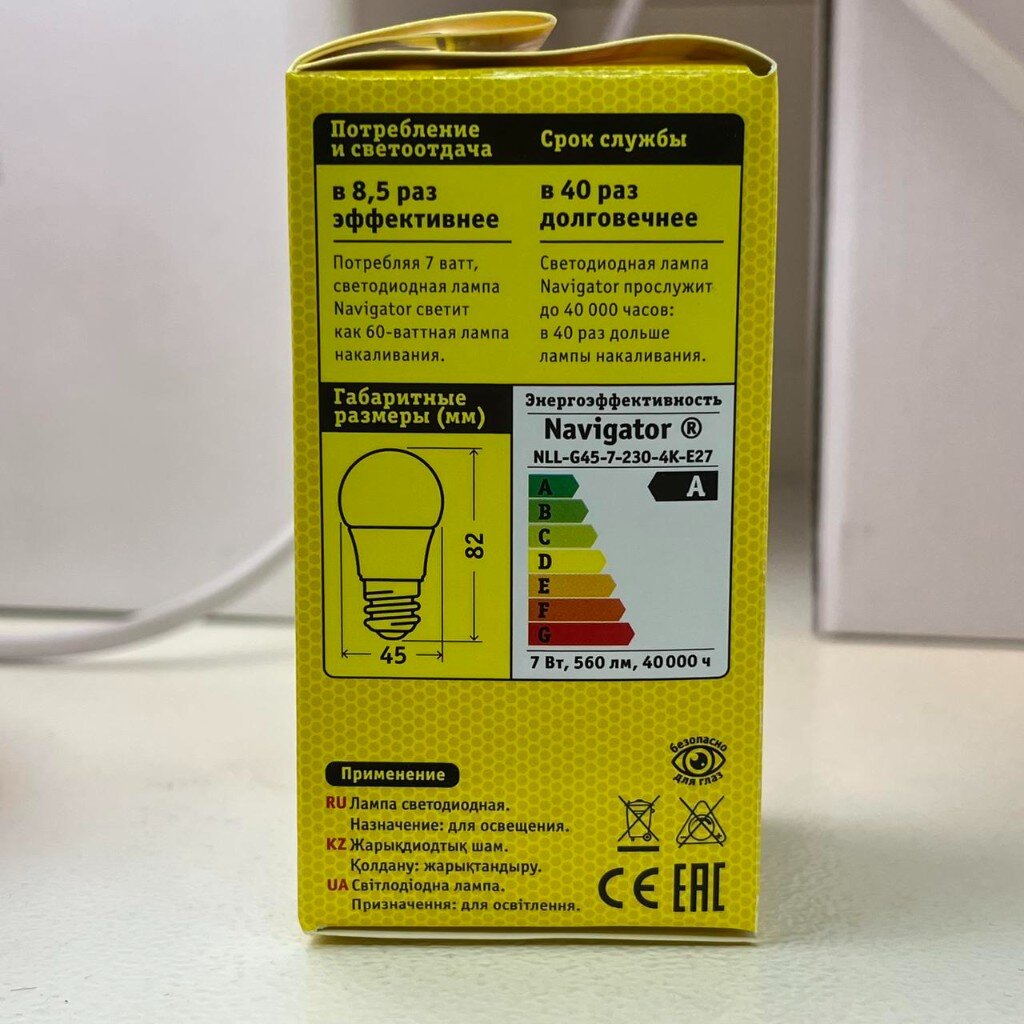 Потребление
и светоотдача
Срок службы
в 8,5 раз
эффективнее
в 40 раз
долговечнее
Потребляя 7 ватт,
светодиодная лампа
Navigator светит
как 60-ваттная лампа
накаливания.
Светодиодная лампа
Navigator прослужит
до 40 000 часов:
в 40 раз дольше
лампы накаливания.
Габаритные
размеры (мм)
82
45
Энергоэффективность
Navigator ®
NLL-G45-7-230-4K-E27
A
A
B
C
D
E
F
G
7 Вт, 560 лм, 40 000 ч
безопасно
для глаз
Применение
RU Лампа светодиодная.
Назначение: для освещения.
KZ Жарықдиодтық шам.
Қолдану: жарықтандыру.
UA Світлодіодна лампа.
Призначення: для освітлення.
CE EAC